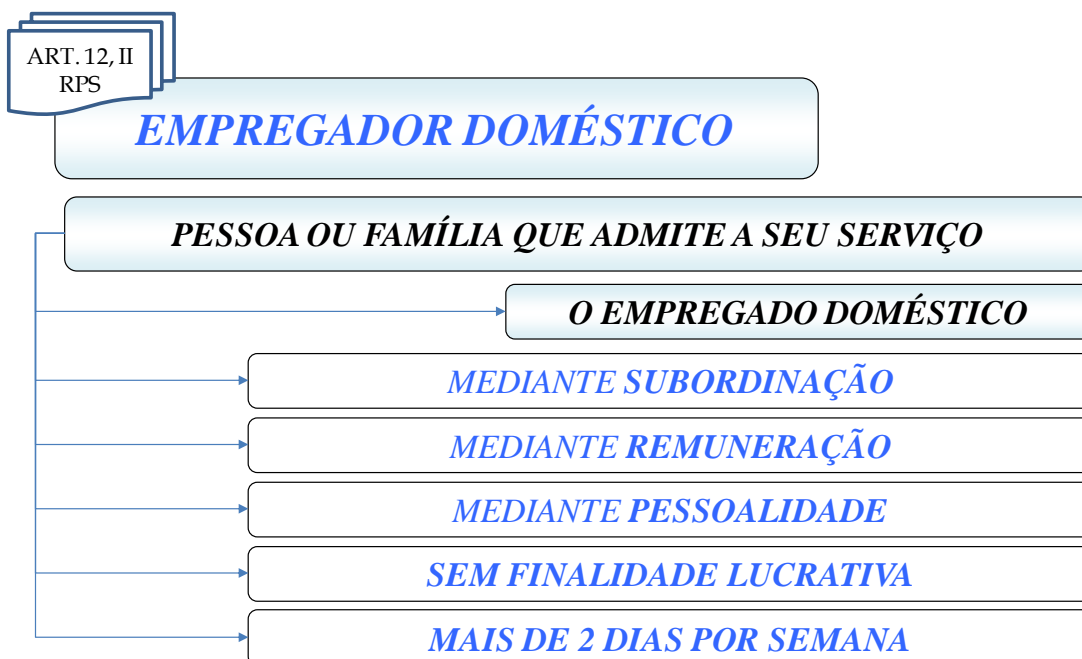 ART. 12, II
RPS
EMPREGADOR DOMÉSTICO
PESSOA OU FAMÍLIA QUE ADMITE A SEU SERVIÇO
O EMPREGADO DOMÉSTICO
MEDIANTE SUBORDINAÇÃO
MEDIANTE REMUNERAÇÃO
MEDIANTE PESSOALIDADE
SEM FINALIDADE LUCRATIVA
MAIS DE 2 DIAS POR SEMANA